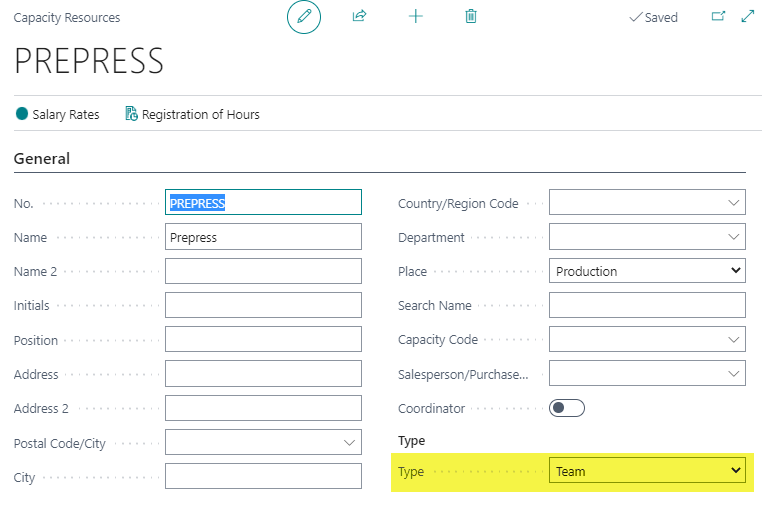 Capacity Resources
Saved
PREPRESS
Salary Rates
Registration of Hours
General
No.
PREPRESS
Name
Prepress
Name 2
Initials
Position
Address
Address 2
Postal Code/City
City
Country/Region Code
Department
Place
Production
Search Name
Capacity Code
Salesperson/Purchase...
Coordinator
Type
Type
Team